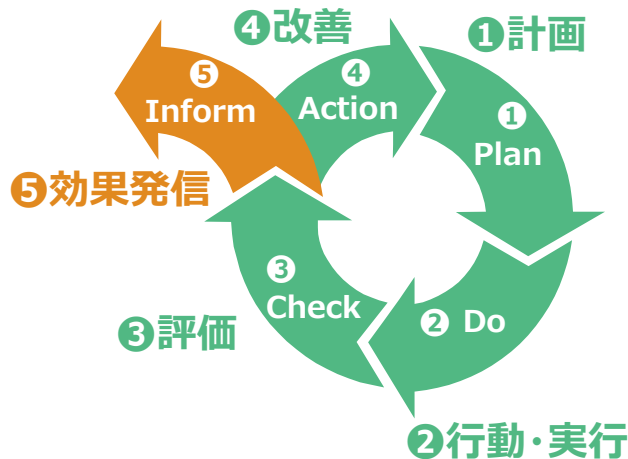 ❹改善
❶計画
❺
Inform
❹
Action
❶
Plan
❺効果発信
❸
Check
❷ Do
❸評価
❷行動・実行